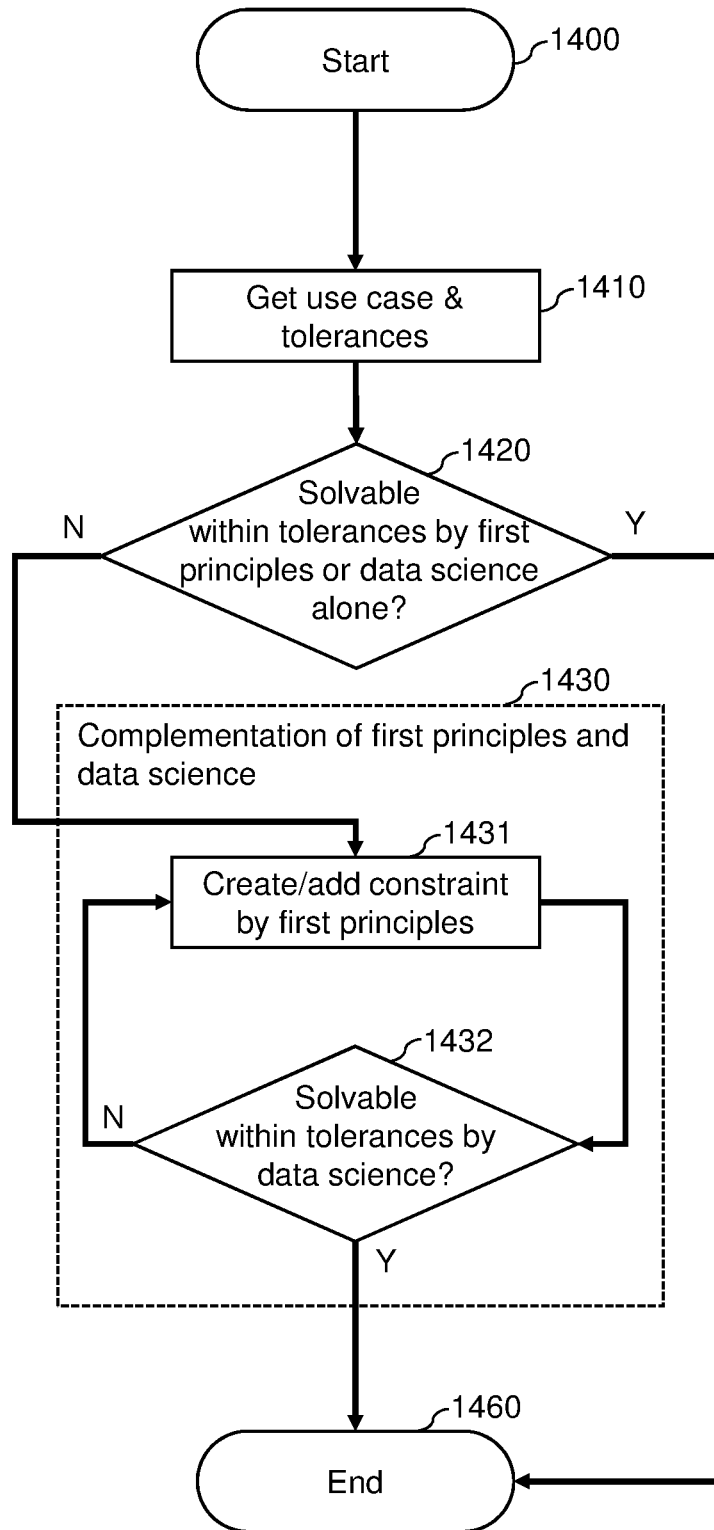 Start
1400
Get use case &
tolerances
1410
1420
Solvable
within tolerances by first
principles or data science
alone?
N
Y
1430
Complementation of first principles and
data science
1431
Create/add constraint
by first principles
1432
Solvable
within tolerances by
data science?
N
Y
1460
End